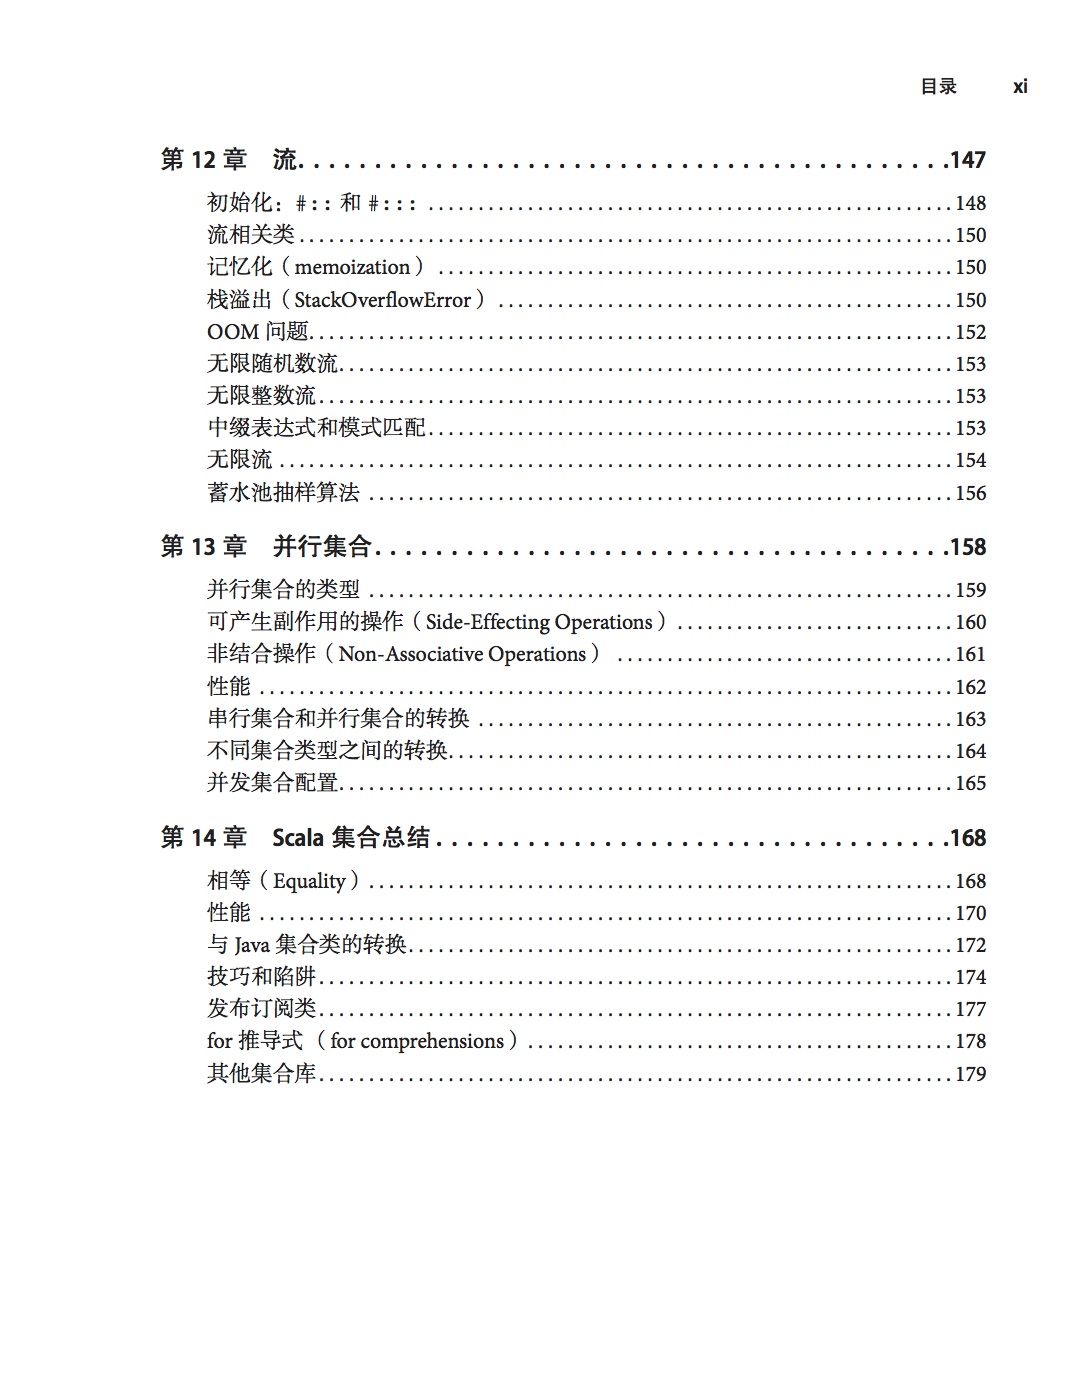 目录 xi
第 12 章 流. . . . . . . . . . . . . . . . . . . . . . . . . . . . . . . . . . . . . . . . . . .147
初始化：#:: 和 #::: ................................................ 148
流相关类............................................................ 150
记忆化（memoization） ............................................... 150
栈溢出（StackOverflowError） ......................................... 150
OOM 问题........................................................... 152
无限随机数流........................................................ 153
无限整数流.......................................................... 153
中缀表达式和模式匹配................................................ 153
无限流 ............................................................. 154
蓄水池抽样算法 ..................................................... 156
第 13 章 并行集合. . . . . . . . . . . . . . . . . . . . . . . . . . . . . . . . . . . . . .158
并行集合的类型 ..................................................... 159
可产生副作用的操作（Side-Effecting Operations）......................... 160
非结合操作（Non-Associative Operations） .............................. 161
性能 ............................................................... 162
串行集合和并行集合的转换 ........................................... 163
不同集合类型之间的转换.............................................. 164
并发集合配置........................................................ 165
第 14 章 Scala 集合总结. . . . . . . . . . . . . . . . . . . . . . . . . . . . . . . . . .168
相等（Equality）..................................................... 168
性能 ............................................................... 170
与 Java 集合类的转换................................................. 172
技巧和陷阱.......................................................... 174
发布订阅类.......................................................... 177
for 推导式 （for comprehensions）...................................... 178
其他集合库.......................................................... 179